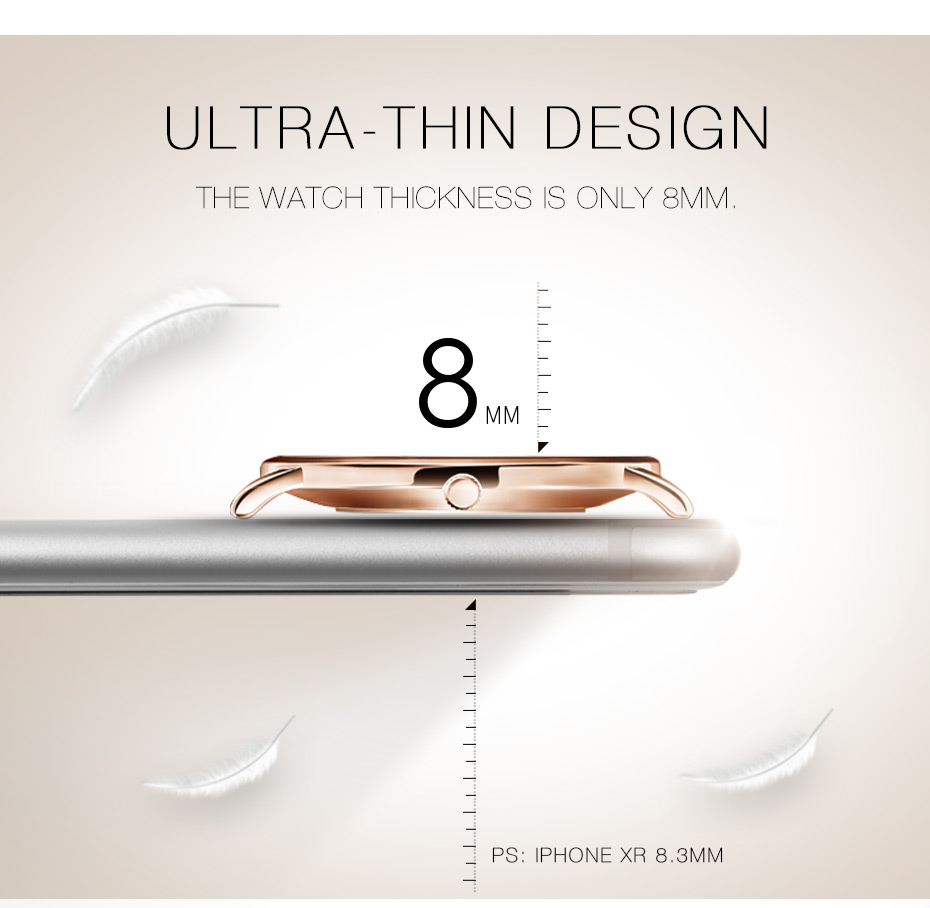 ULTRA-THIN DESIGN
THE WATCH THICKNESS IS ONLY 8MM.
8 MM
PS: IPHONE XR 8.3MM